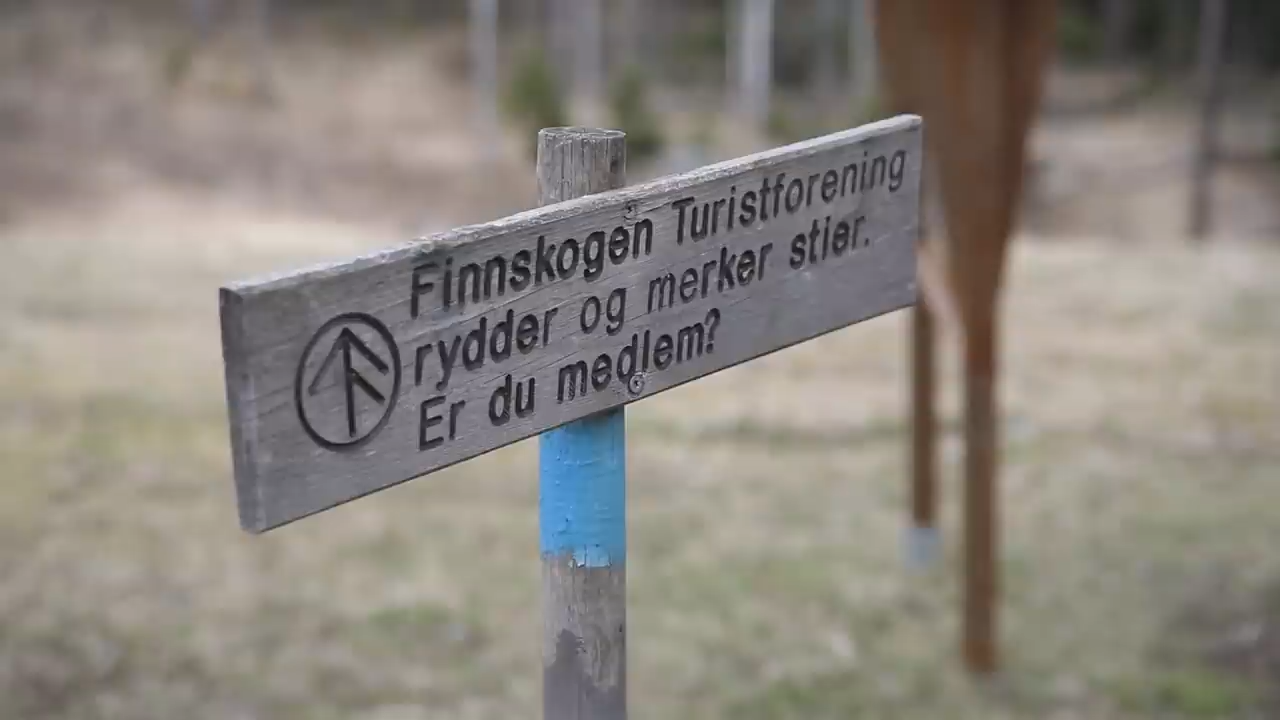 Finnskogen Turistforening
rydder og merker stier.
Er du medlem?